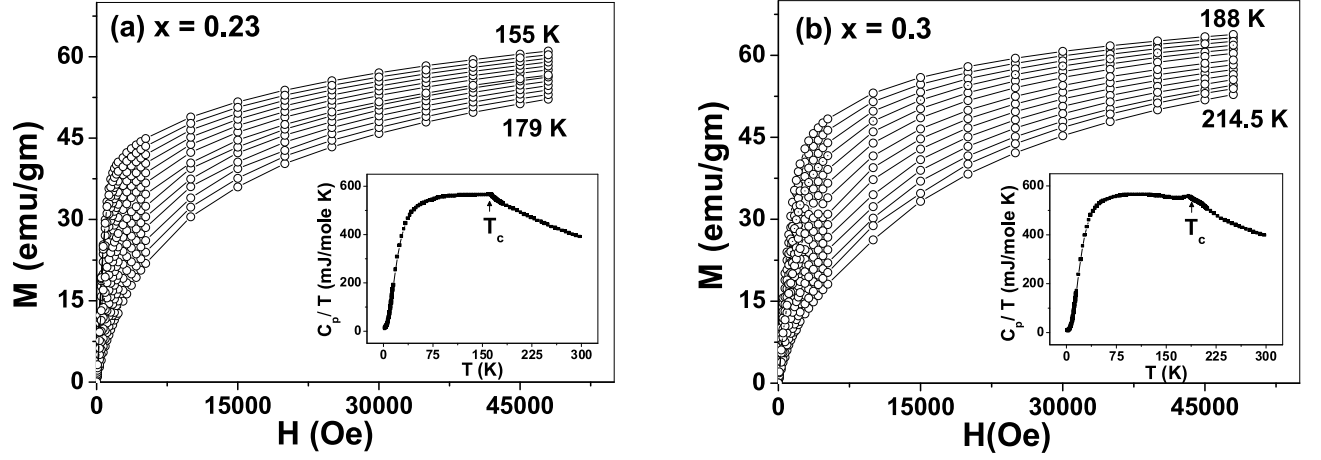 (a) x = 0.23
155 K
179 K
M (emu/gm)
60
45
30
15
0
0
15000
30000
45000
H (Oe)
C_p / T (mJ/mole K)
600
400
200
0
T_c
0
75
150
225
300
T (K)
(b) x = 0.3
188 K
214.5 K
M (emu/gm)
60
45
30
15
0
0
15000
30000
45000
H(Oe)
C_p / T (mJ/mole K)
600
400
200
0
T_c
0
75
150
225
300
T (K)